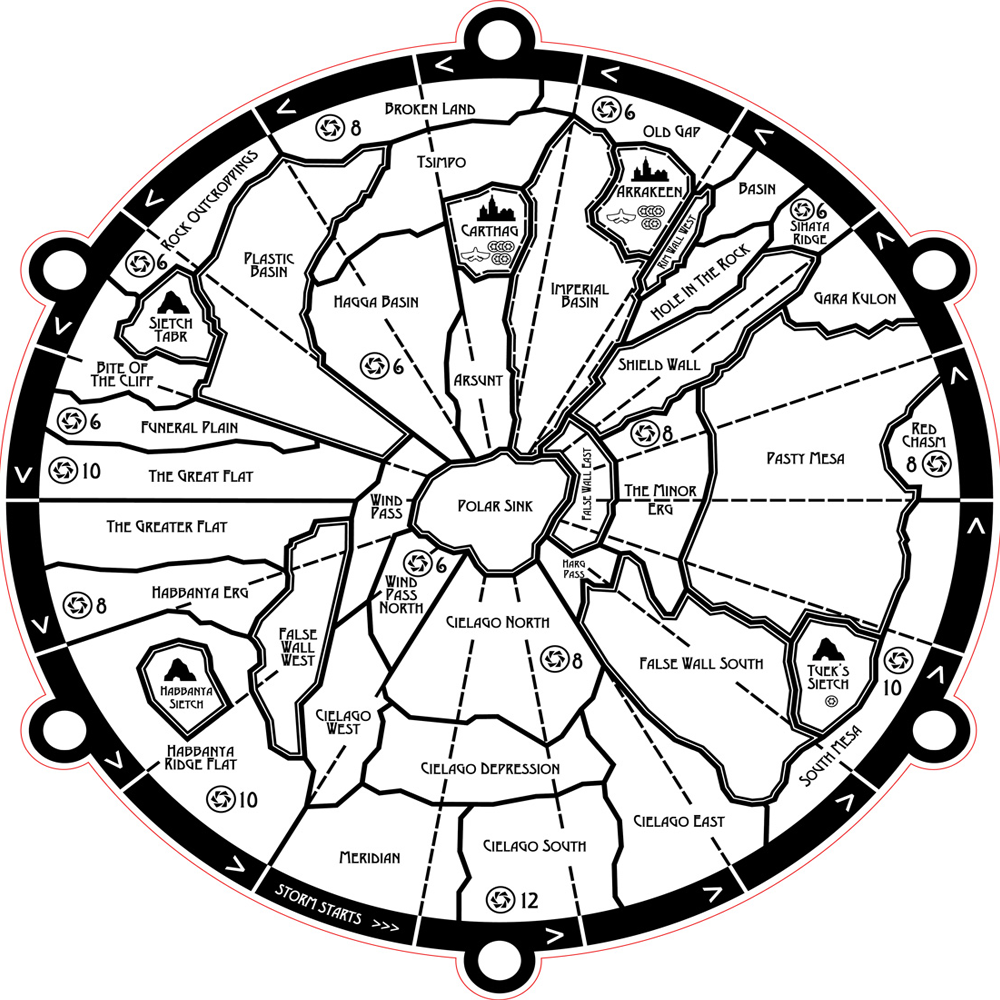 BROKEN LAND
8
6
OLD GAP
TSIMPO
ROCK OUTCROPPINGS
6
ARRAKEEN
BASIN
6
SIHAYA
RIDGE
CARTHAG
RIM WALL WEST
PLASTIC
BASIN
HAGGA BASIN
6
IMPERIAL
BASIN
HOLE IN THE ROCK
GARA KULON
SIETCH
TABR
BITE OF
THE CLIFF
ARSUNT
SHIELD WALL
8
6
FUNERAL PLAIN
10
THE GREAT FLAT
RED
CHASM
8
PASTY MESA
WIND
PASS
POLAR SINK
FALSE WALL EAST
THE MINOR
ERG
THE GREATER FLAT
6
WIND
PASS
NORTH
HARG
PASS
HABBANYA ERG
8
CIELAGO NORTH
8
FALSE
WALL
WEST
FALSE WALL SOUTH
TUEK'S
SIETCH
10
HABBANYA
SIETCH
CIELAGO
WEST
HABBANYA
RIDGE FLAT
10
CIELAGO DEPRESSION
SOUTH MESA
CIELAGO EAST
MERIDIAN
CIELAGO SOUTH
12
STORM STARTS >>>